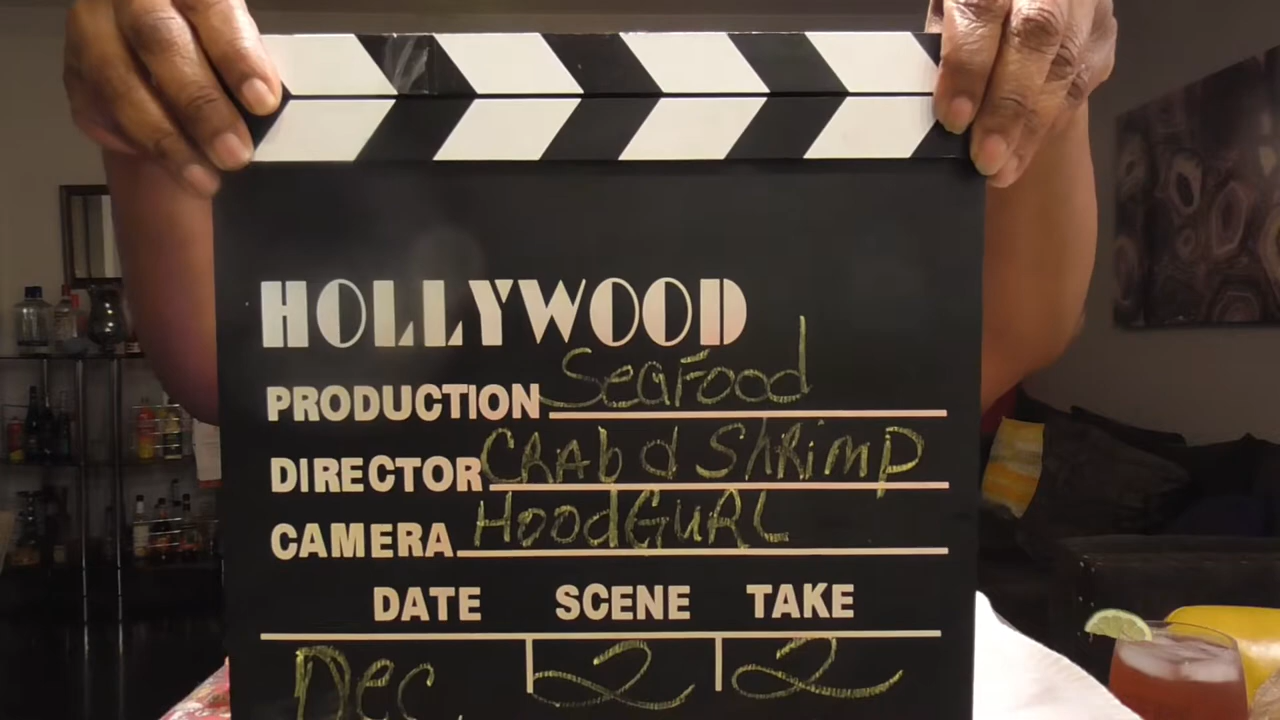 HOLLYWOOD
PRODUCTION Seafood
DIRECTOR CRAb & ShRimp
CAMERA HoodGuRL
DATE SCENE TAKE
Dec 2 2